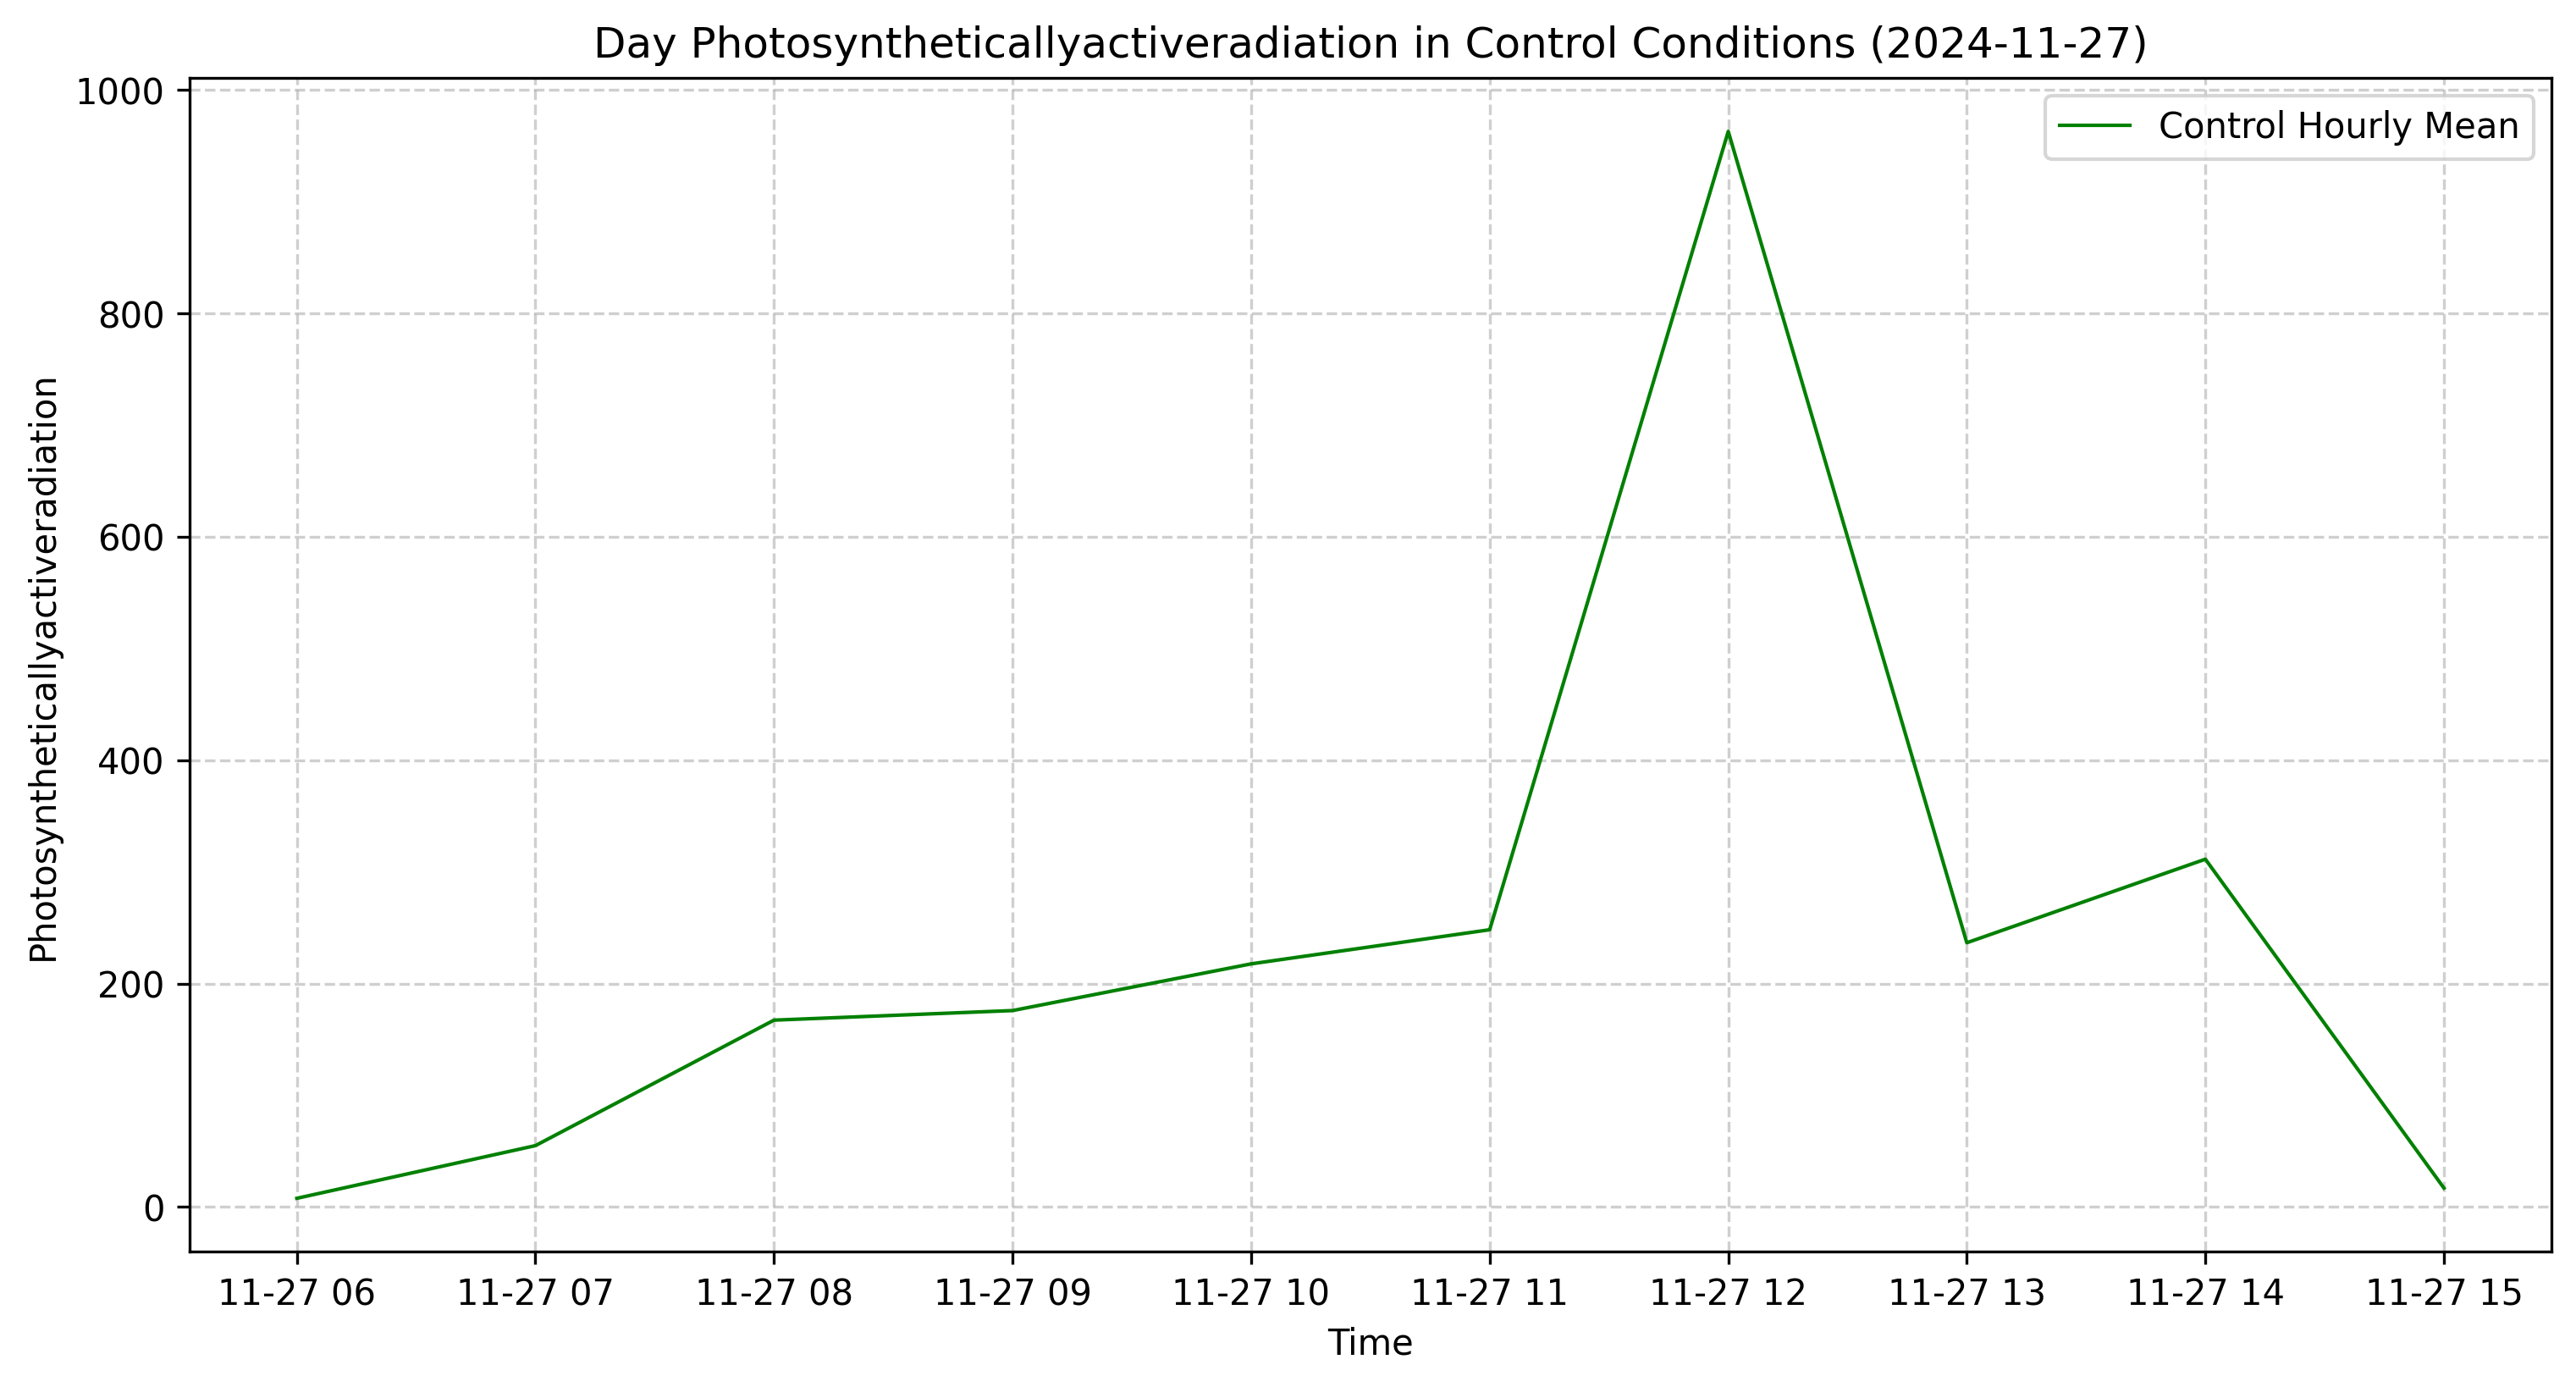 Day Photosyntheticallyactiveradiation in Control Conditions (2024-11-27)
Control Hourly Mean
Photosyntheticallyactiveradiation
1000
800
600
400
200
0
11-27 06 11-27 07 11-27 08 11-27 09 11-27 10 11-27 11 11-27 12 11-27 13 11-27 14 11-27 15
Time